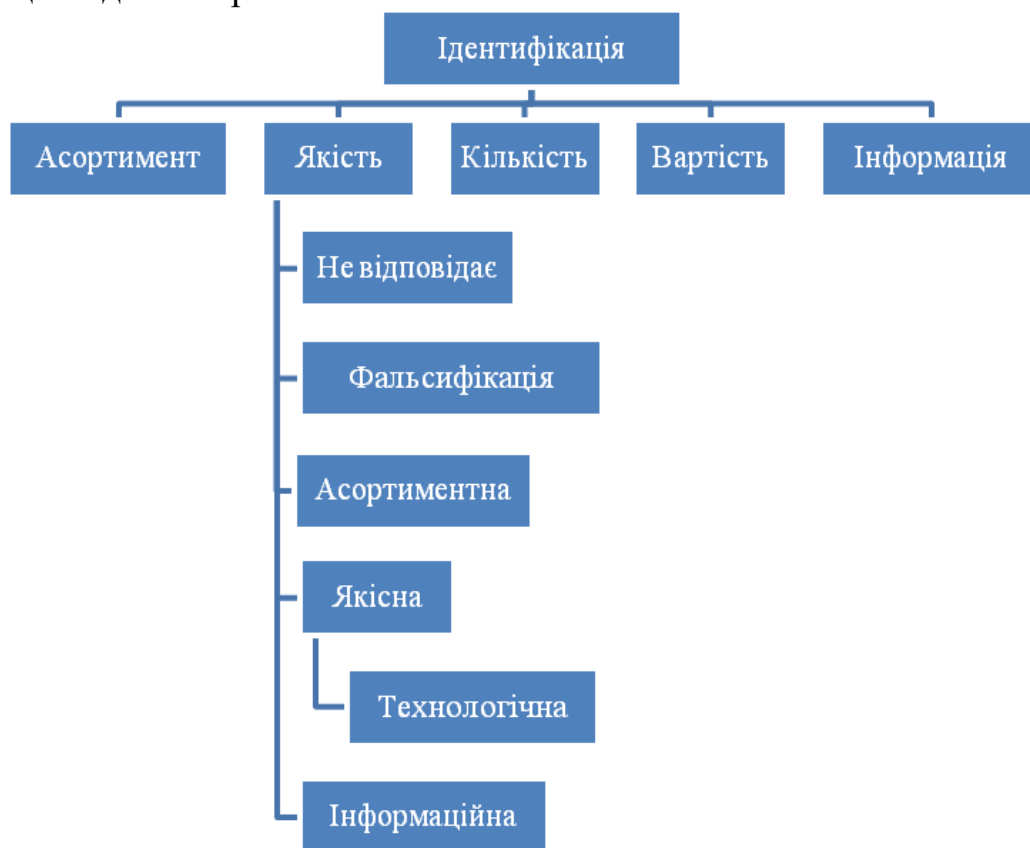 Ідентифікація
Асортимент Якість Кількість Вартість Інформація
Не відповідає
Фальсифікація
Асортиментна
Якісна
Технологічна
Інформаційна